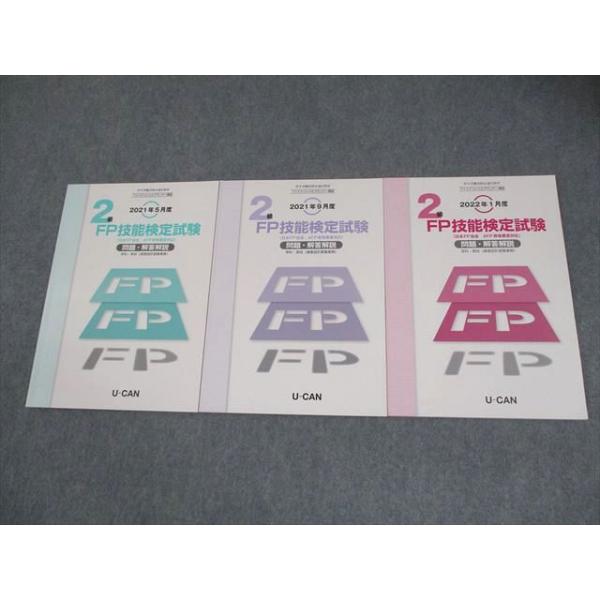 2021年5月度
2級
FP技能検定試験
問題・解答解説
FP
FP
FP
U-CAN
2021年9月度
2級
FP技能検定試験
問題・解答解説
FP
FP
FP
U-CAN
2022年1月度
2級
FP技能検定試験
問題・解答解説
FP
FP
FP
U-CAN